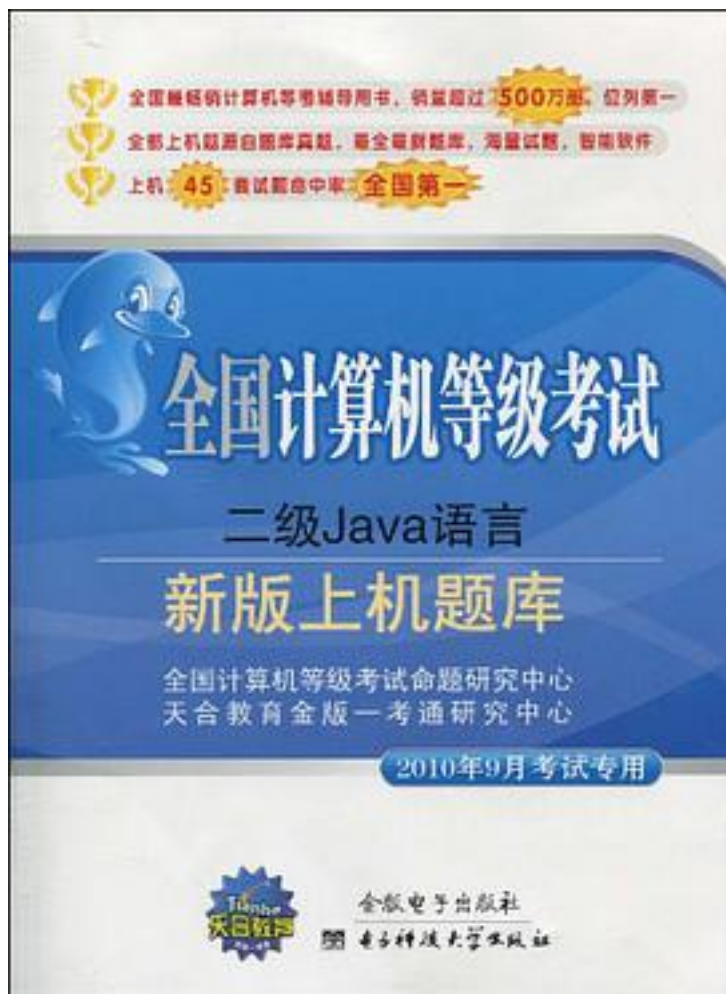 全国最畅销计算机等考辅导用书，销量超过500万册，位列第一
全部上机题源自题库真题，最全最新题库，海量试题，智能软件
上机45套试题命中率全国第一
全国计算机等级考试
二级Java语言
新版上机题库
全国计算机等级考试命题研究中心
天合教育金版一考通研究中心
2010年9月考试专用
Tianhe
天合教育
金版电子出版社
电子科技大学出版社